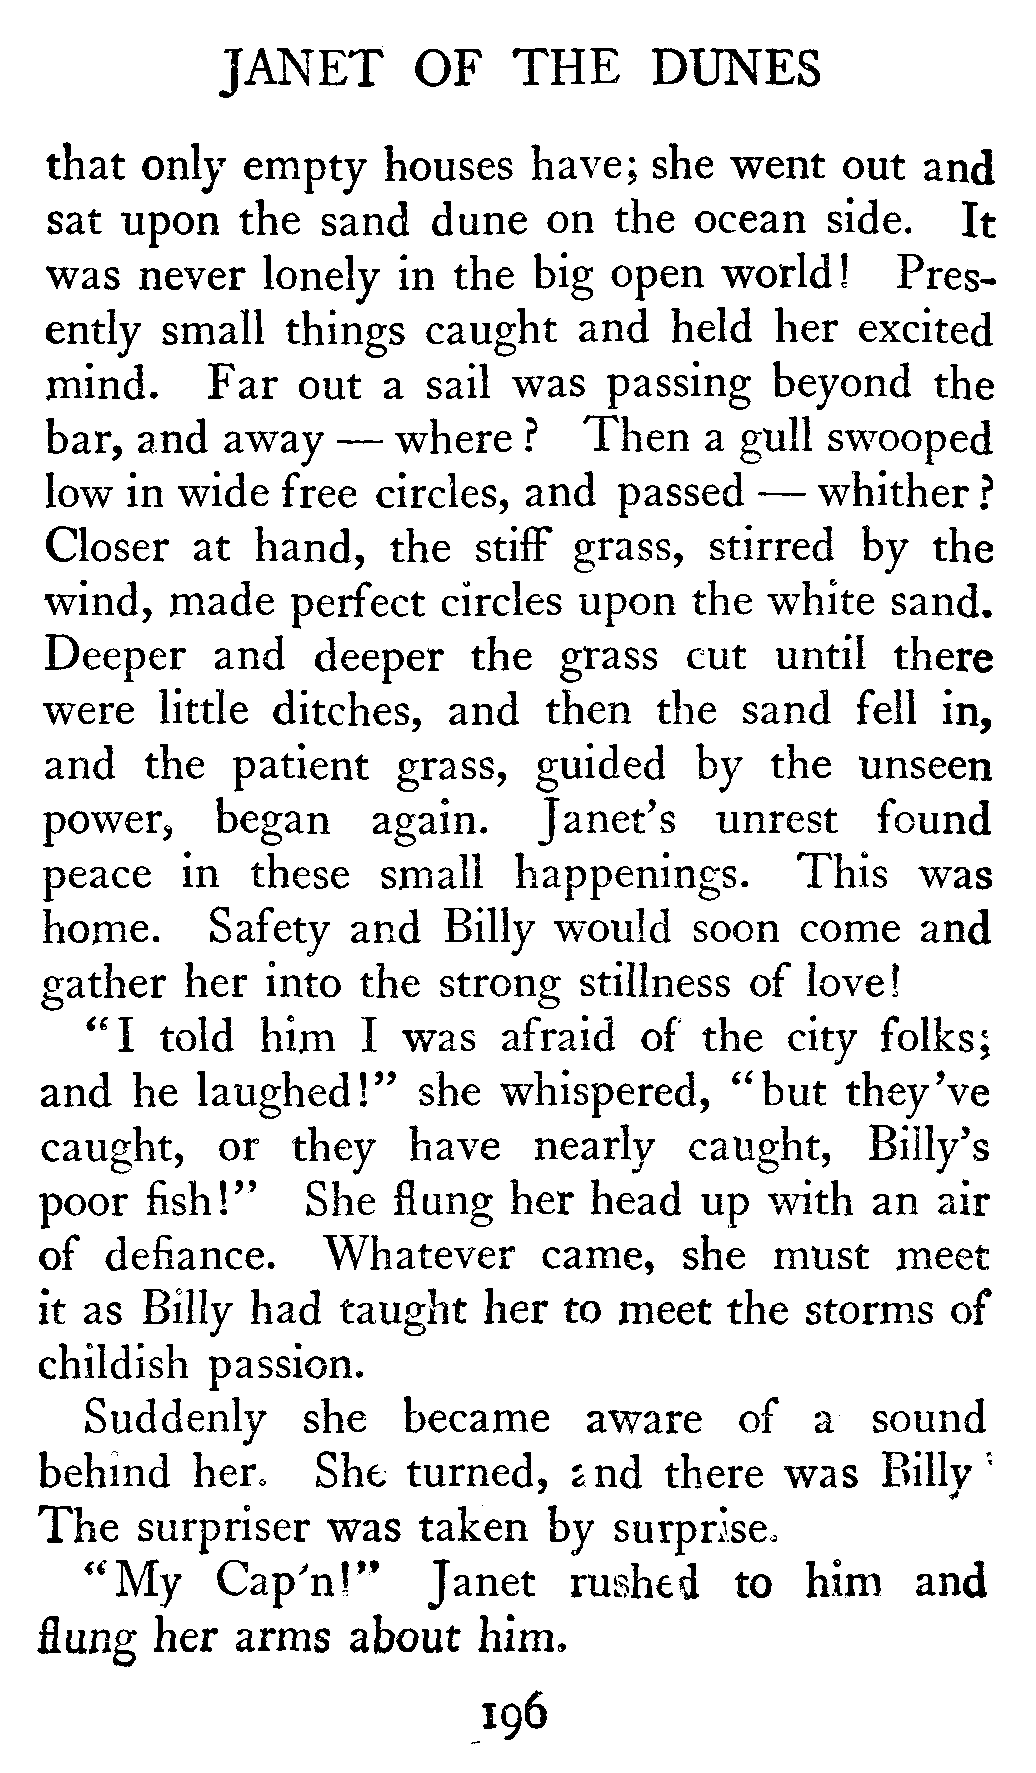 JANET OF THE DUNES
that only empty houses have; she went out and
sat upon the sand dune on the ocean side. It
was never lonely in the big open world! Pres-
ently small things caught and held her excited
mind. Far out a sail was passing beyond the
bar, and away — where? Then a gull swooped
low in wide free circles, and passed — whither?
Closer at hand, the stiff grass, stirred by the
wind, made perfect circles upon the white sand.
Deeper and deeper the grass cut until there
were little ditches, and then the sand fell in,
and the patient grass, guided by the unseen
power, began again. Janet's unrest found
peace in these small happenings. This was
home. Safety and Billy would soon come and
gather her into the strong stillness of love!
"I told him I was afraid of the city folks;
and he laughed!" she whispered, "but they've
caught, or they have nearly caught, Billy's
poor fish!" She flung her head up with an air
of defiance. Whatever came, she must meet
it as Billy had taught her to meet the storms of
childish passion.
Suddenly she became aware of a sound
behind her. She turned, and there was Billy!
The surpriser was taken by surprise.
"My Cap'n!" Janet rushed to him and
flung her arms about him.
196